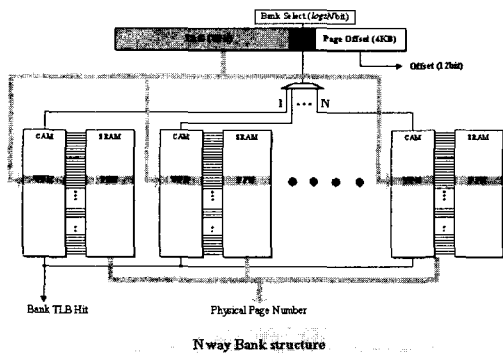 Bank Select (log₂N bit)
Page Offset (4KB)
Offset (12bit)
1 ••• N
CAM SRAM CAM SRAM CAM SRAM
Bank TLB Hit
Physical Page Number
N way Bank structure